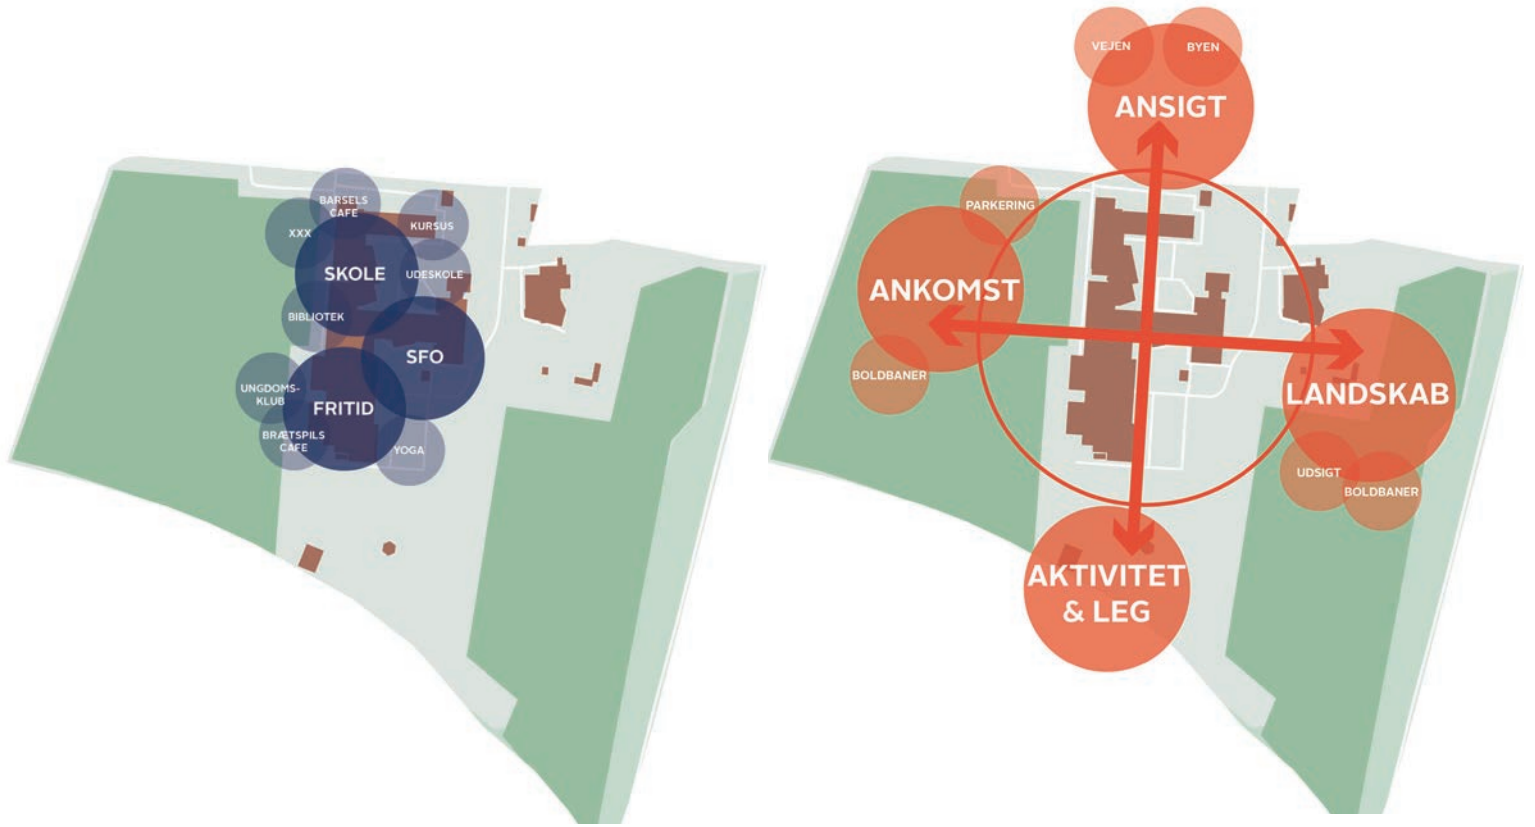 BARSELS
CAFE
KURSUS
XXX
SKOLE
UDESKOLE
BIBLIOTEK
SFO
UNGDOMS-
KLUB
FRITID
BRÆTSPILS
CAFE
YOGA
VEJEN
BYEN
ANSIGT
PARKERING
ANKOMST
BOLDBANER
LANDSKAB
UDSIGT
BOLDBANER
AKTIVITET
& LEG